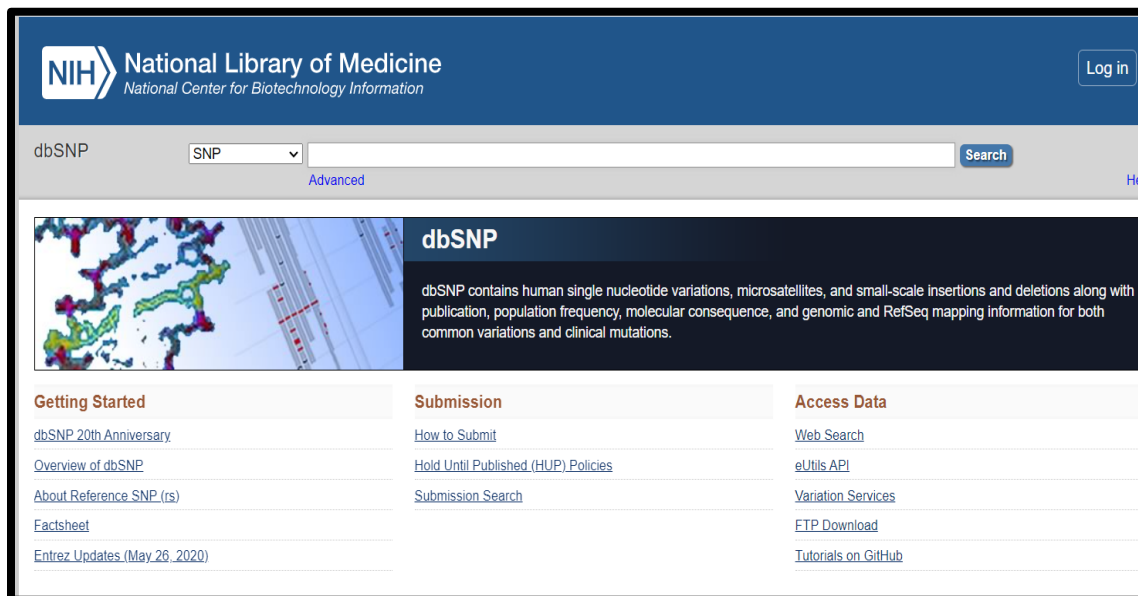 NIH National Library of Medicine
National Center for Biotechnology Information
Log in
dbSNP
SNP
Search
Advanced
dbSNP
dbSNP contains human single nucleotide variations, microsatellites, and small-scale insertions and deletions along with
publication, population frequency, molecular consequence, and genomic and RefSeq mapping information for both
common variations and clinical mutations.
Getting Started
dbSNP 20th Anniversary
Overview of dbSNP
About Reference SNP (rs)
Factsheet
Entrez Updates (May 26, 2020)
Submission
How to Submit
Hold Until Published (HUP) Policies
Submission Search
Access Data
Web Search
eUtils API
Variation Services
FTP Download
Tutorials on GitHub